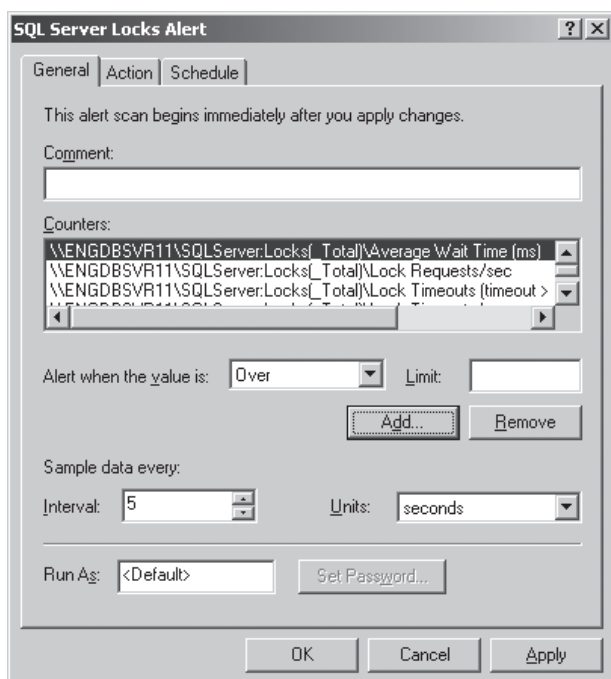 SQL Server Locks Alert
General Action Schedule
This alert scan begins immediately after you apply changes.
Comment:
Counters:
\\ENGDBSVR11\SQLServer:Locks(_Total)\Average Wait Time (ms)
\\ENGDBSVR11\SQLServer:Locks(_Total)\Lock Requests/sec
\\ENGDBSVR11\SQLServer:Locks(_Total)\Lock Timeouts (timeout >
Alert when the value is: Over Limit:
Add... Remove
Sample data every:
Interval: 5 Units: seconds
Run As: <Default> Set Password...
OK Cancel Apply